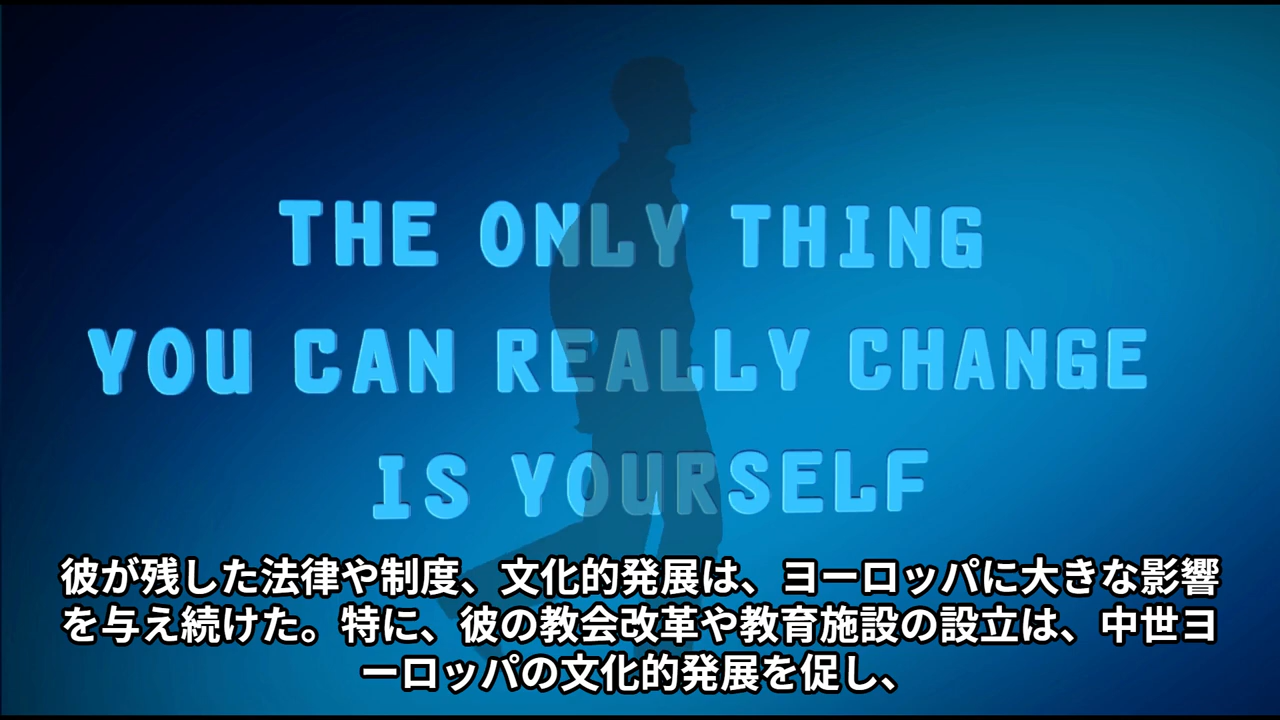 THE ONLY THING
YOU CAN REALLY CHANGE
IS YOURSELF
彼が残した法律や制度、文化的発展は、ヨーロッパに大きな影響
を与え続けた。特に、彼の教会改革や教育施設の設立は、中世ヨ
ーロッパの文化的発展を促し、